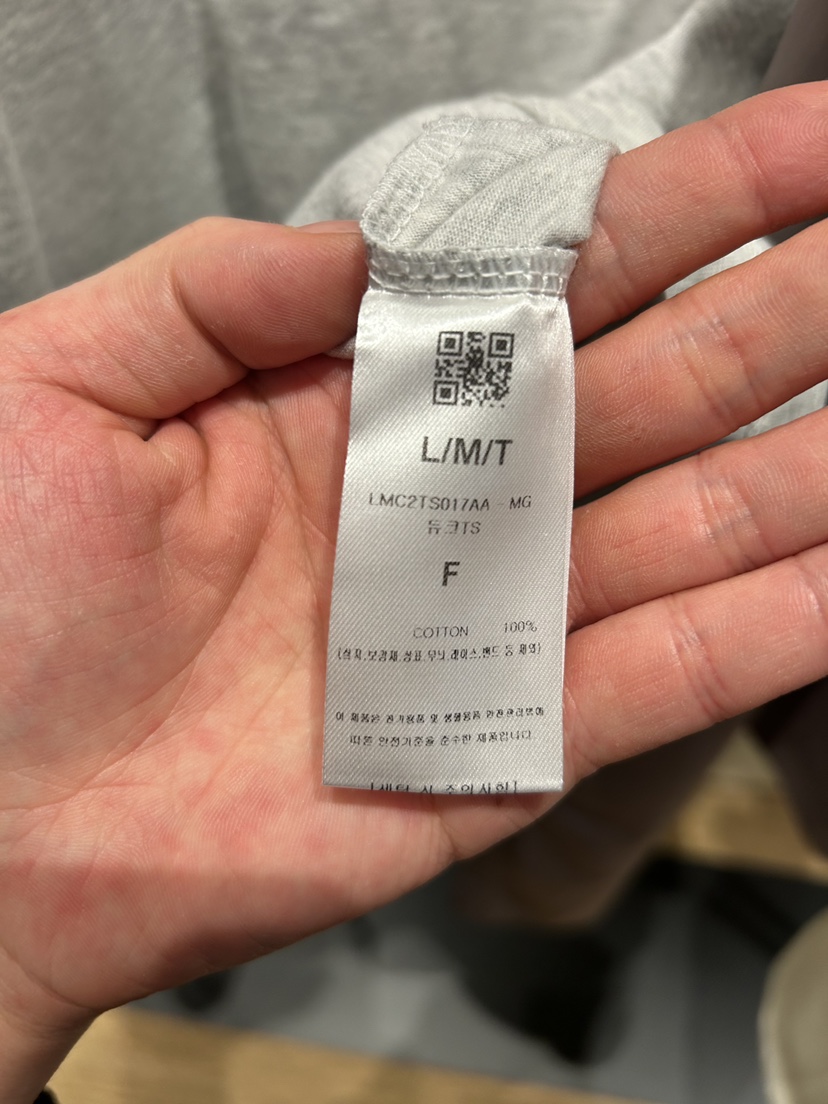 L/M/T
LMC2TS017AA - MG
듀크TS
F
COTTON 100%
(심지,보강재,상표,무늬,레이스,밴드 등 제외)
이 제품은 전기용품 및 생활용품 안전관리법에
따른 안전기준을 준수한 제품입니다.
[세탁 시 주의사항]